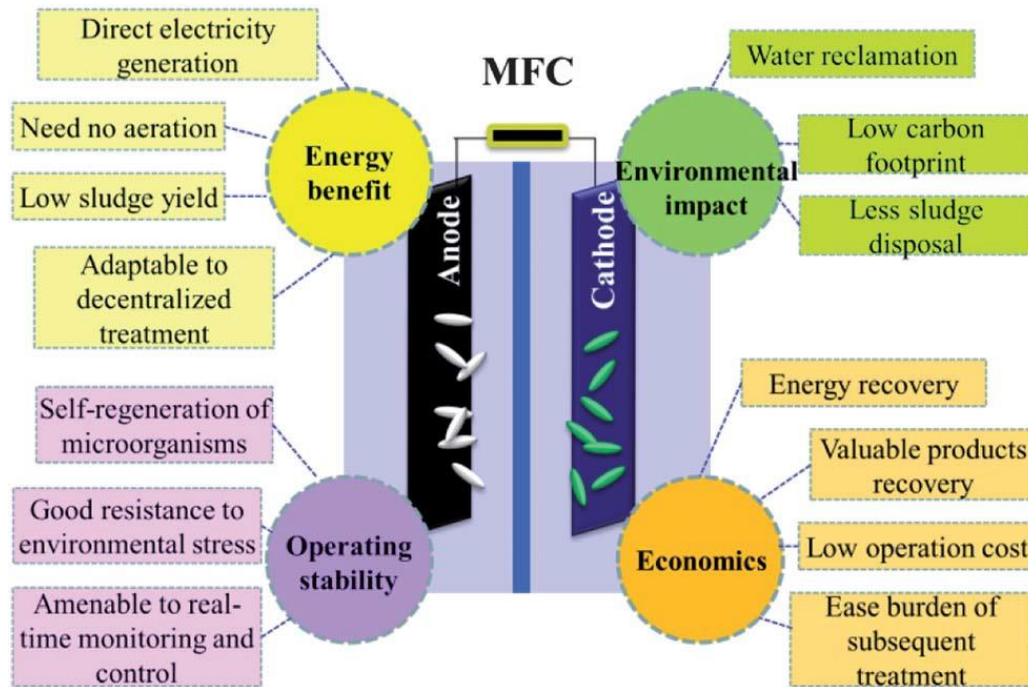 MFC
Direct electricity
generation
Need no aeration
Low sludge yield
Adaptable to
decentralized
treatment
Energy
benefit
Water reclamation
Low carbon
footprint
Less sludge
disposal
Environmental
impact
Anode
Cathode
Self-regeneration of
microorganisms
Good resistance to
environmental stress
Amenable to real-
time monitoring and
control
Operating
stability
Energy recovery
Valuable products
recovery
Low operation cost
Ease burden of
subsequent
treatment
Economics